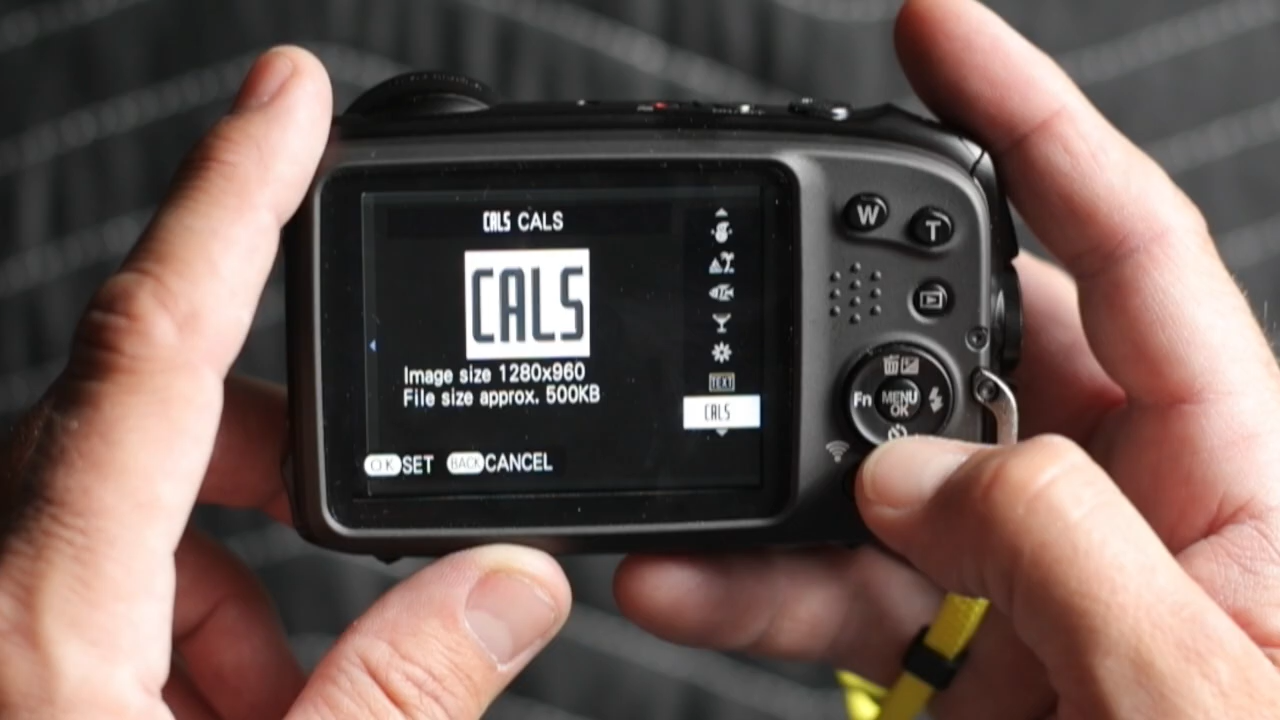 CALS CALS
CALS
Image size 1280x960
File size approx. 500KB
TEXT
CALS
OK SET BACK CANCEL
W
T
Fn
MENU
OK